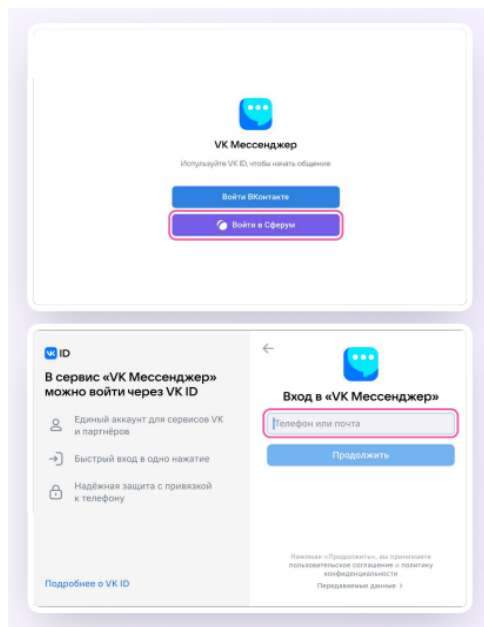 VK Мессенджер
Используйте VK ID, чтобы начать общение
Войти ВКонтакте
Войти в Сферум
VK ID
В сервис «VK Мессенджер»
можно войти через VK ID
Единый аккаунт для сервисов VK
и партнёров
Быстрый вход в одно нажатие
Надёжная защита с привязкой
к телефону
Подробнее о VK ID
Вход в «VK Мессенджер»
Телефон или почта
Продолжить
Нажимая «Продолжить», вы принимаете
пользовательское соглашение и политику
конфиденциальности
Передаваемые данные